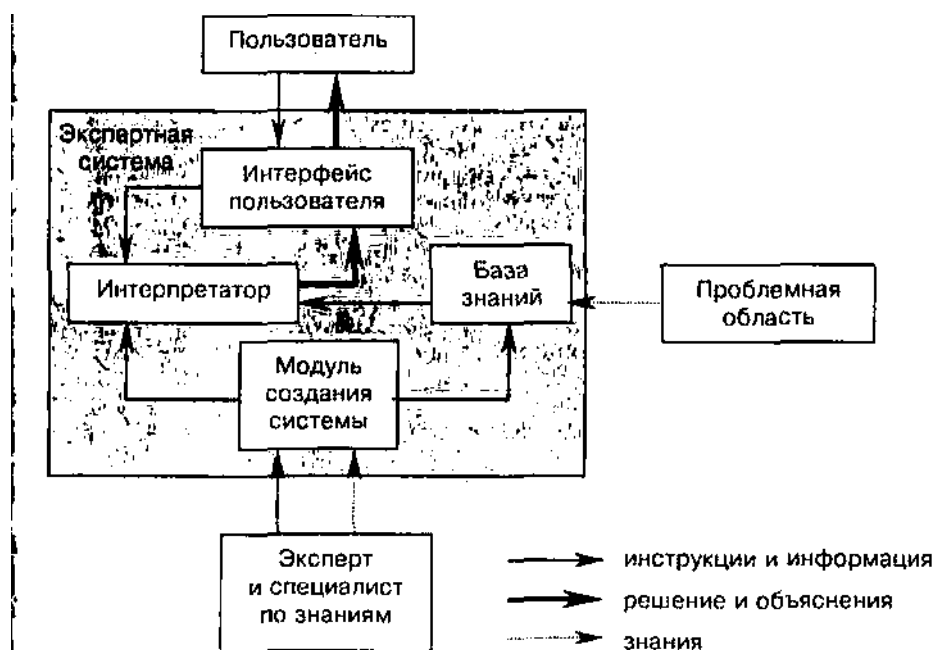 Пользователь
Экспертная
система
Интерфейс
пользователя
Интерпретатор
База
знаний
Проблемная
область
Модуль
создания
системы
Эксперт
и специалист
по знаниям
инструкции и информация
решение и объяснения
знания